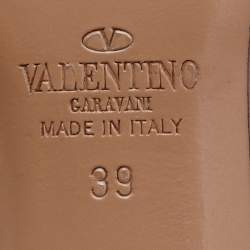 VALENTINO
GARAVANI
MADE IN ITALY
39